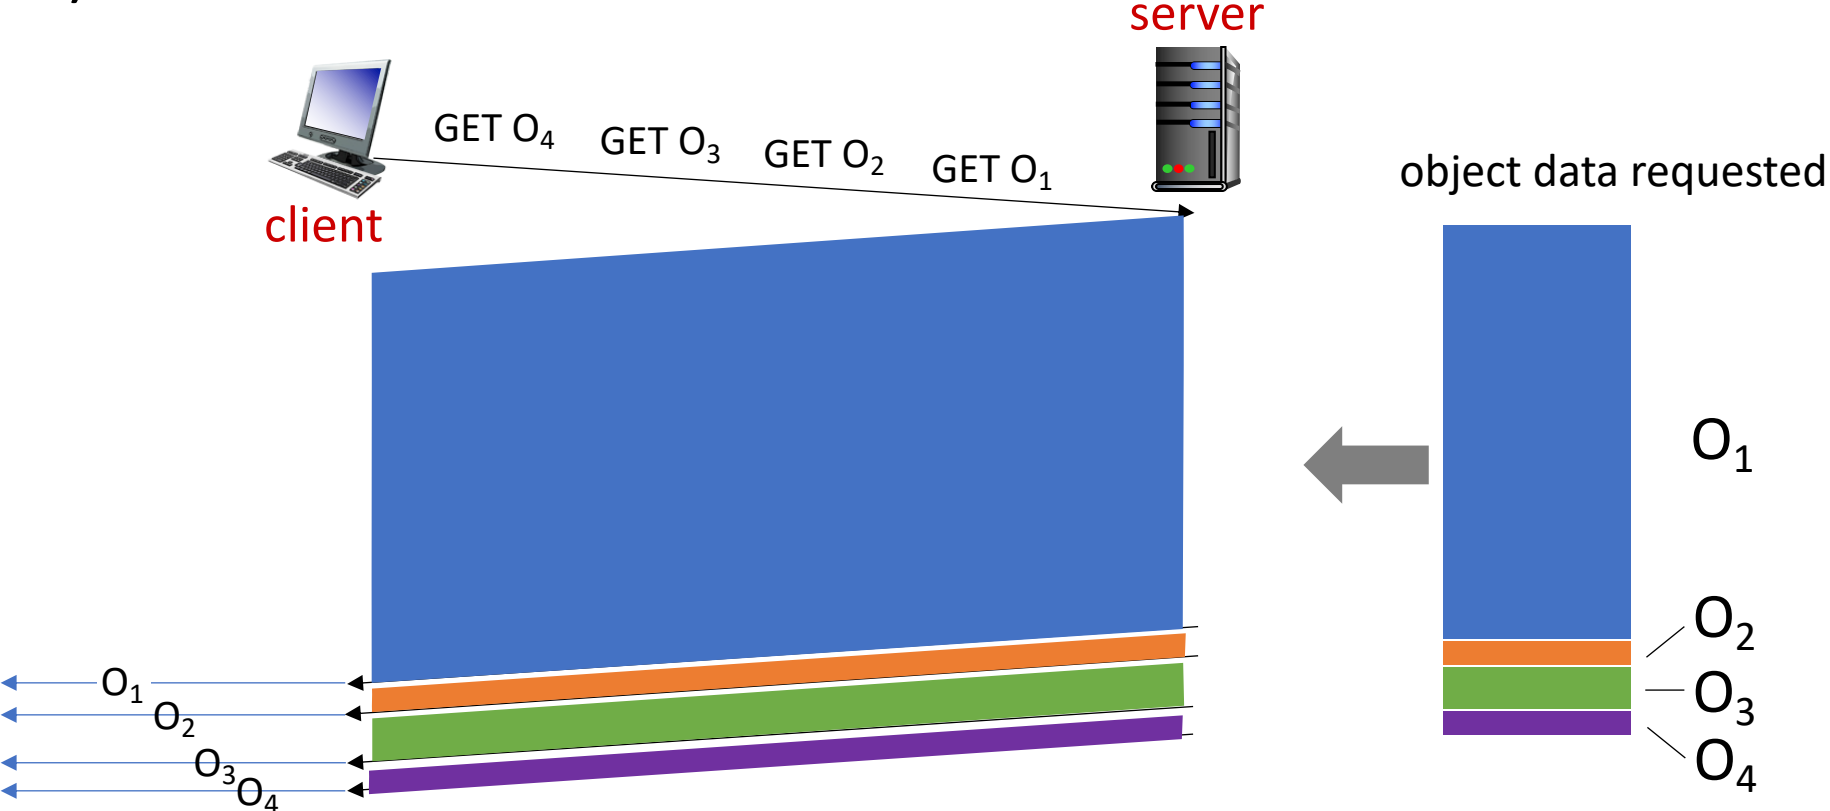 server
GET O₄ GET O₃ GET O₂ GET O₁
object data requested
client
O₁
O₂
O₁
O₂
O₃
O₃
O₄
O₄